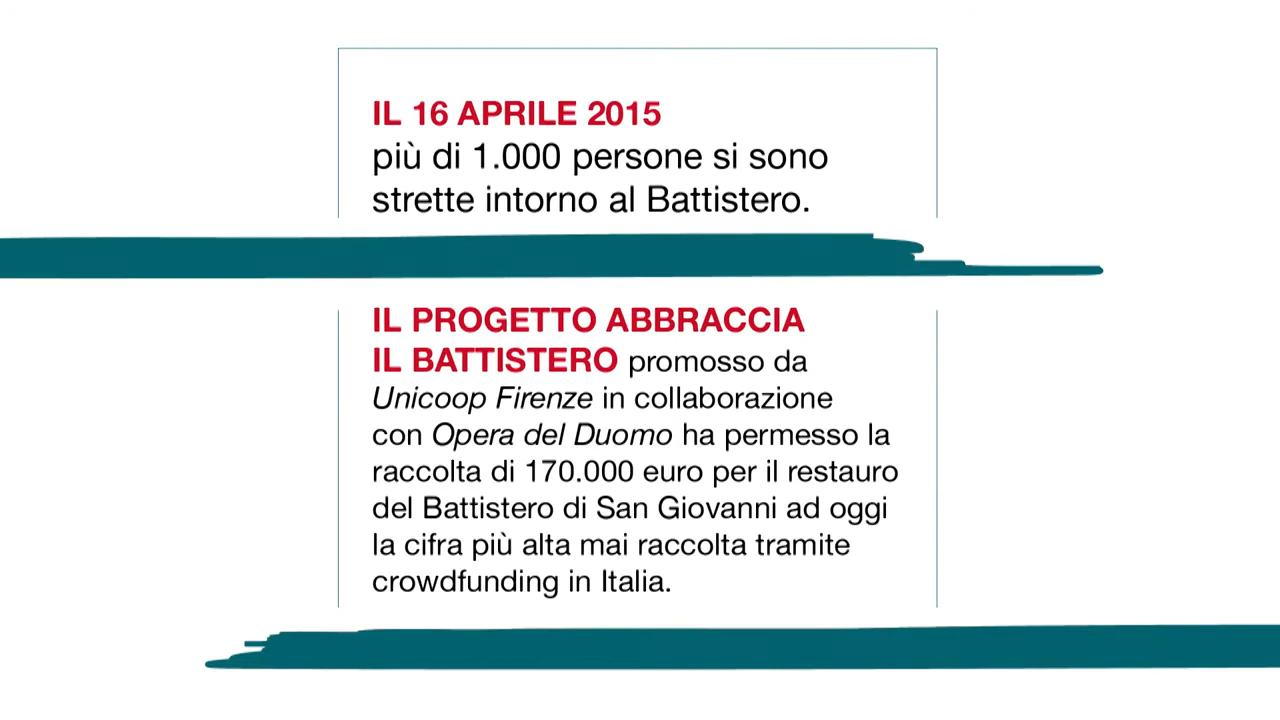 IL 16 APRILE 2015
più di 1.000 persone si sono
strette intorno al Battistero.
IL PROGETTO ABBRACCIA
IL BATTISTERO promosso da
Unicoop Firenze in collaborazione
con Opera del Duomo ha permesso la
raccolta di 170.000 euro per il restauro
del Battistero di San Giovanni ad oggi
la cifra più alta mai raccolta tramite
crowdfunding in Italia.